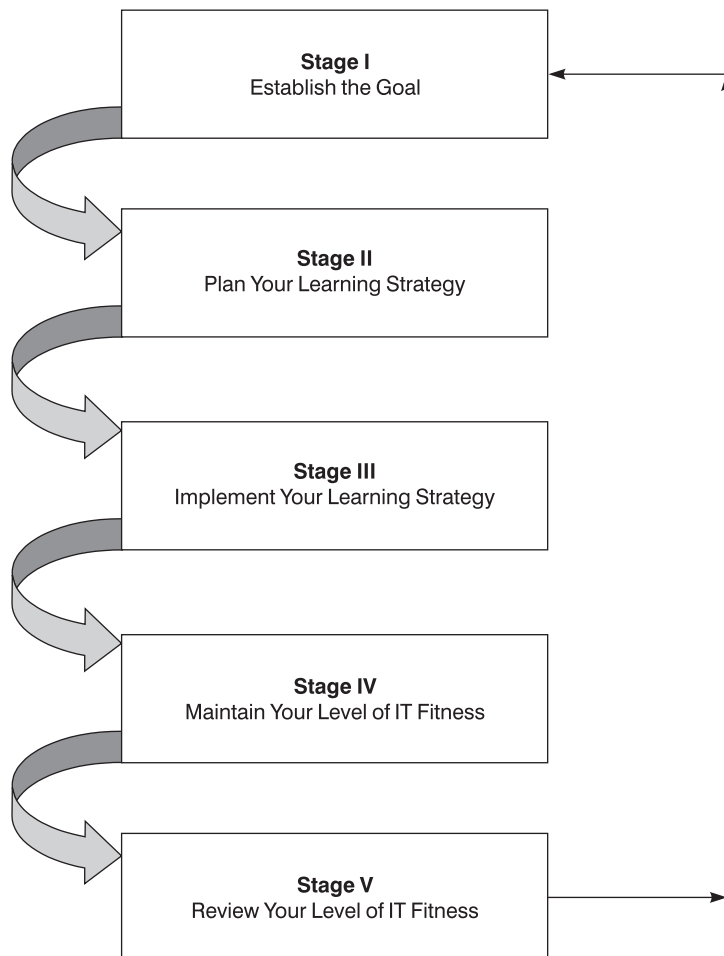 Stage I
Establish the Goal
Stage II
Plan Your Learning Strategy
Stage III
Implement Your Learning Strategy
Stage IV
Maintain Your Level of IT Fitness
Stage V
Review Your Level of IT Fitness